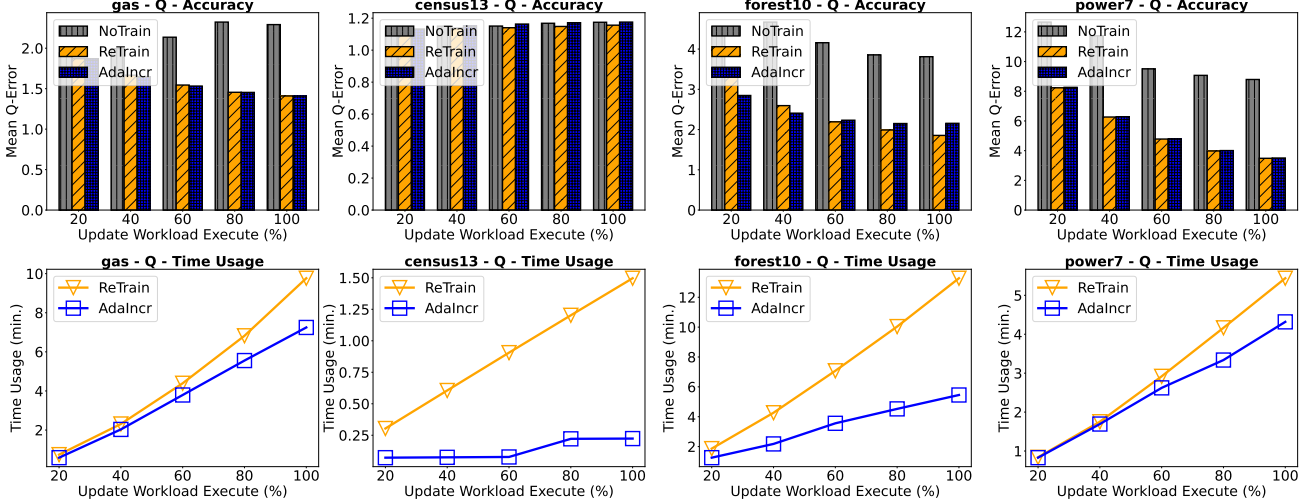 gas - Q - Accuracy
Mean Q-Error
2.0
1.5
1.0
0.5
0.0
NoTrain
ReTrain
AdaIncr
20 40 60 80 100
Update Workload Execute (%)
census13 - Q - Accuracy
Mean Q-Error
1.2
1.0
0.8
0.6
0.4
0.2
0.0
NoTrain
ReTrain
AdaIncr
20 40 60 80 100
Update Workload Execute (%)
forest10 - Q - Accuracy
Mean Q-Error
4
3
2
1
0
NoTrain
ReTrain
AdaIncr
20 40 60 80 100
Update Workload Execute (%)
power7 - Q - Accuracy
Mean Q-Error
12
10
8
6
4
2
0
NoTrain
ReTrain
AdaIncr
20 40 60 80 100
Update Workload Execute (%)
gas - Q - Time Usage
Time Usage (min.)
10
8
6
4
2
ReTrain
AdaIncr
20 40 60 80 100
Update Workload Execute (%)
census13 - Q - Time Usage
Time Usage (min.)
1.50
1.25
1.00
0.75
0.50
0.25
ReTrain
AdaIncr
20 40 60 80 100
Update Workload Execute (%)
forest10 - Q - Time Usage
Time Usage (min.)
12
10
8
6
4
2
ReTrain
AdaIncr
20 40 60 80 100
Update Workload Execute (%)
power7 - Q - Time Usage
Time Usage (min.)
5
4
3
2
1
ReTrain
AdaIncr
20 40 60 80 100
Update Workload Execute (%)